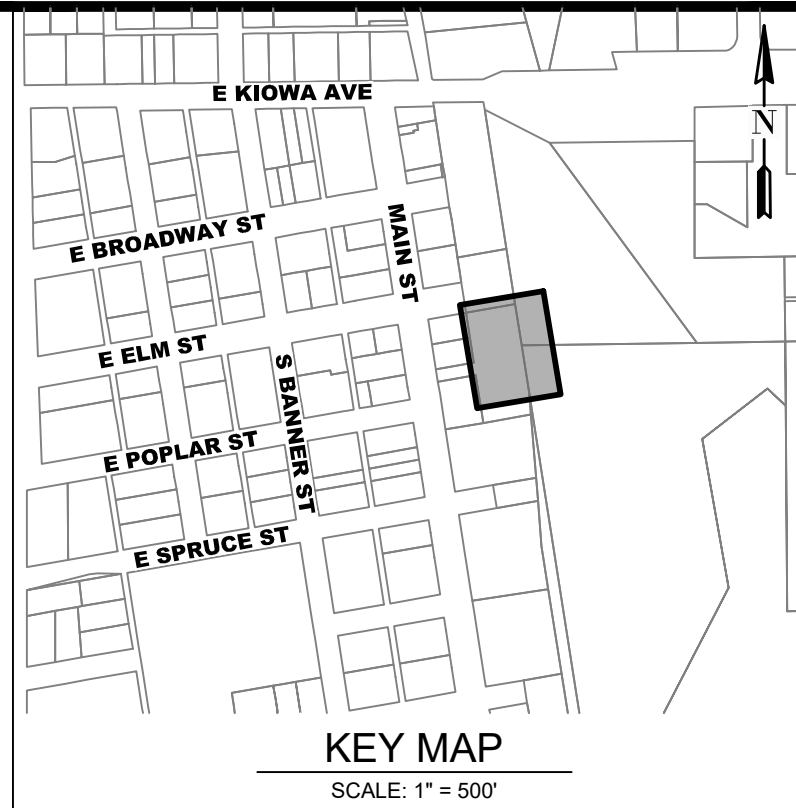 E KIOWA AVE
N
E BROADWAY ST
MAIN ST
E ELM ST
S BANNER ST
E POPLAR ST
E SPRUCE ST
KEY MAP
SCALE: 1" = 500'